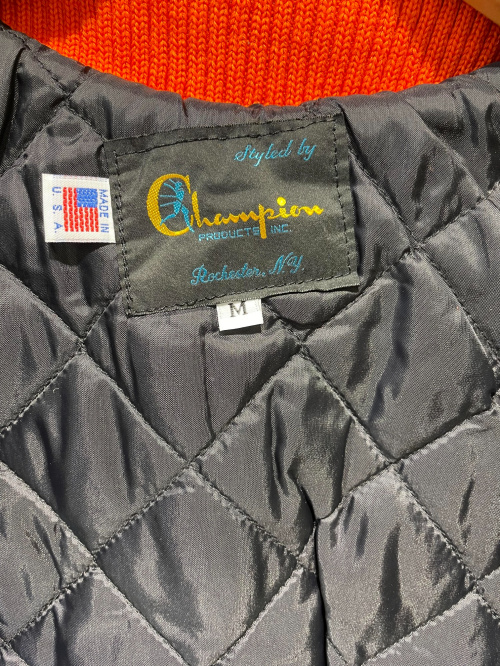 Styled by
Champion
PRODUCTS INC.
Rochester, N.Y.
MADE IN
U.S.A
M